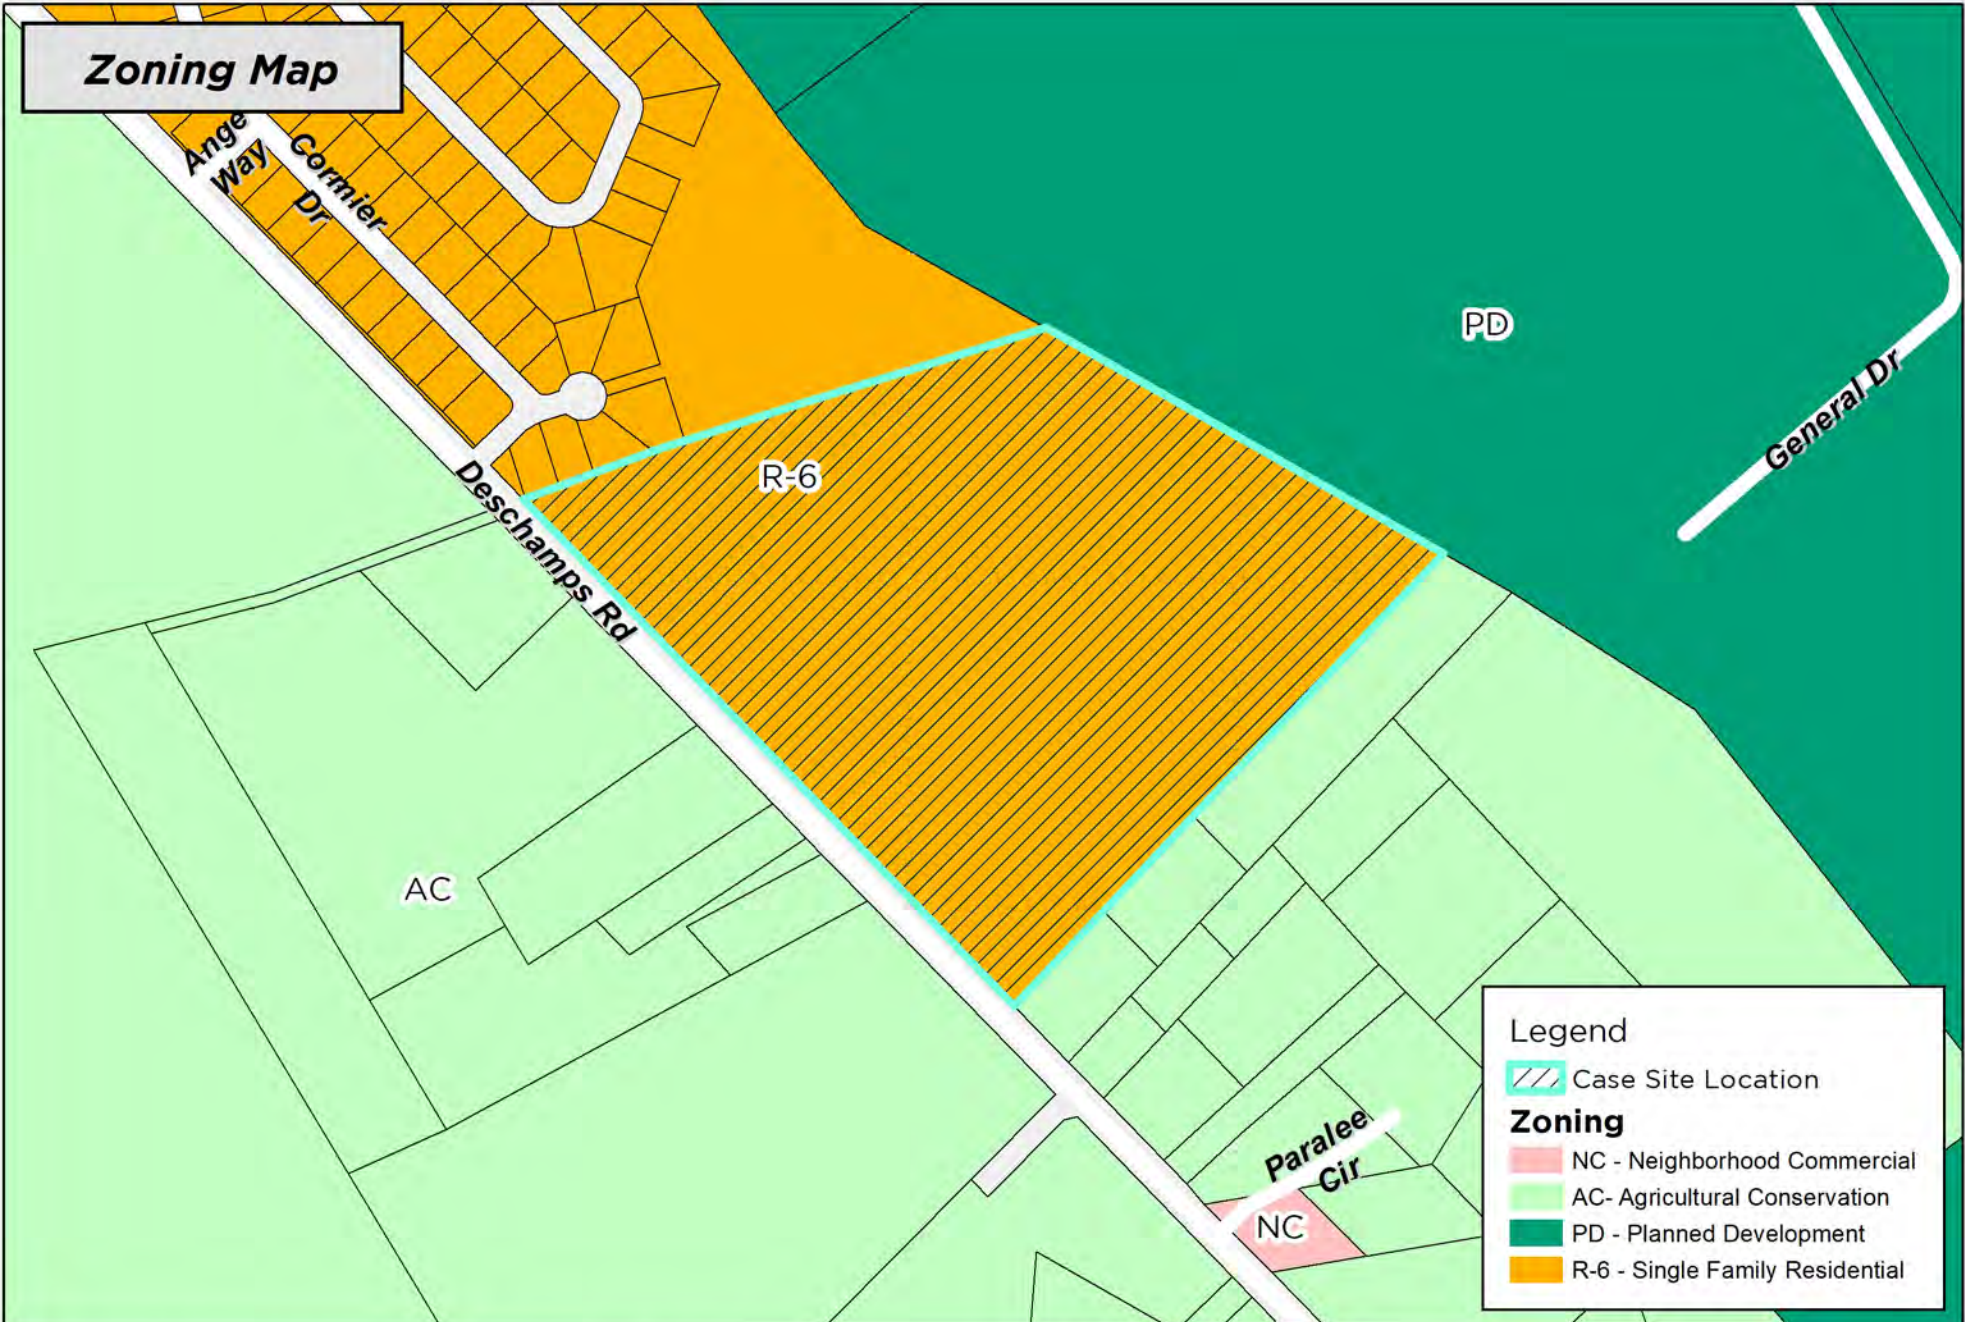 Zoning Map
Ange
Way
Cormier
Dr
PD
General Dr
R-6
Deschamps Rd
AC
Paralee
Cir
NC
Legend
Case Site Location
Zoning
NC - Neighborhood Commercial
AC- Agricultural Conservation
PD - Planned Development
R-6 - Single Family Residential